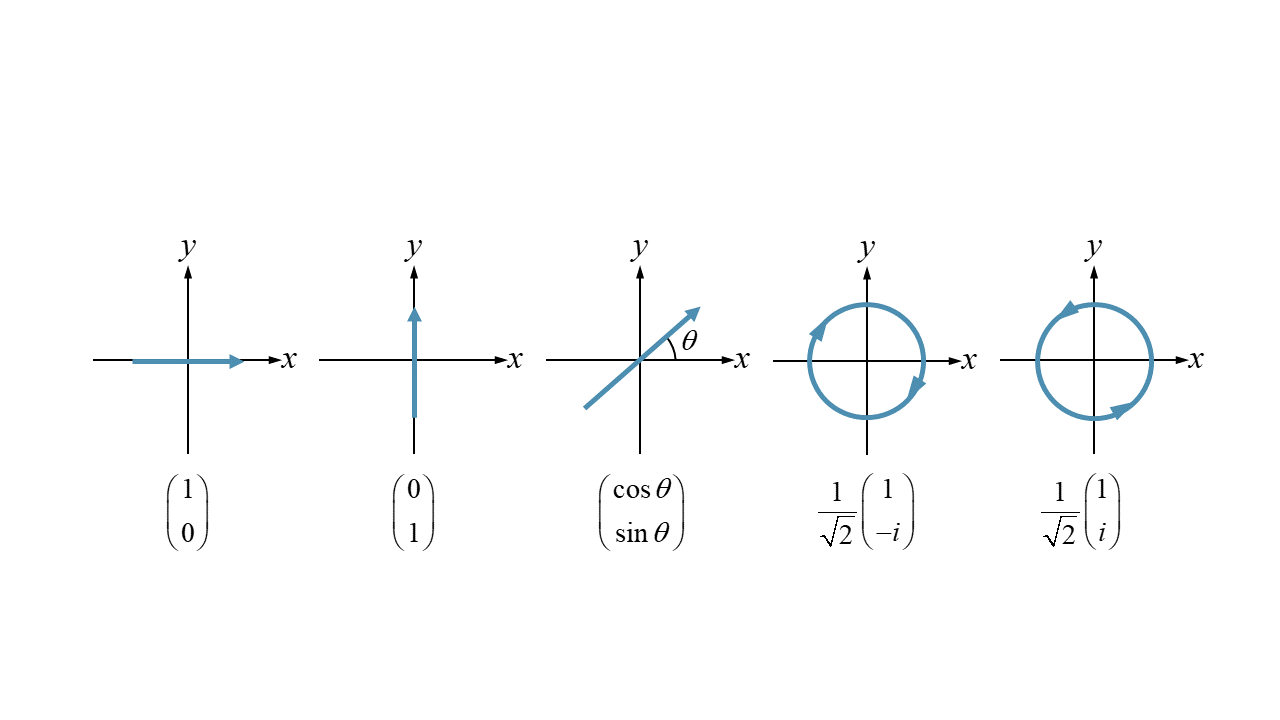 y y y y y
θ
x x x x x
1 0 cos θ 1/√2 1 1/√2 1
0 1 sin θ −i i